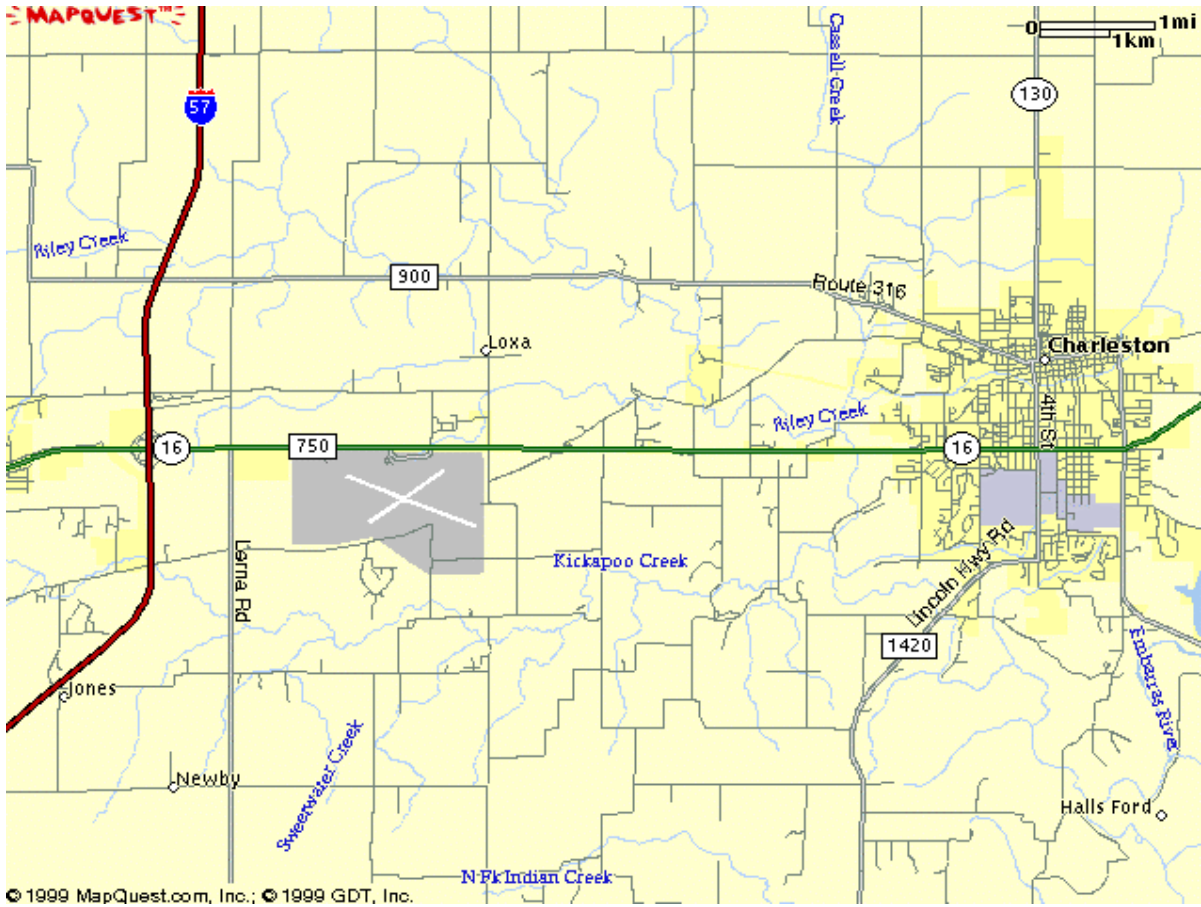 MAPQUEST™
0 1mi
1km
57
Cassell Creek
130
Riley Creek
900
Route 316
Loxa
Charleston
Riley Creek
4th St
16
750
16
Lerna Rd
Kickapoo Creek
Lincoln Hwy Rd
1420
Embarras River
Jones
Newby
Sweetwater Creek
Halls Ford
N Fk Indian Creek
© 1999 MapQuest.com, Inc.; © 1999 GDT, Inc.